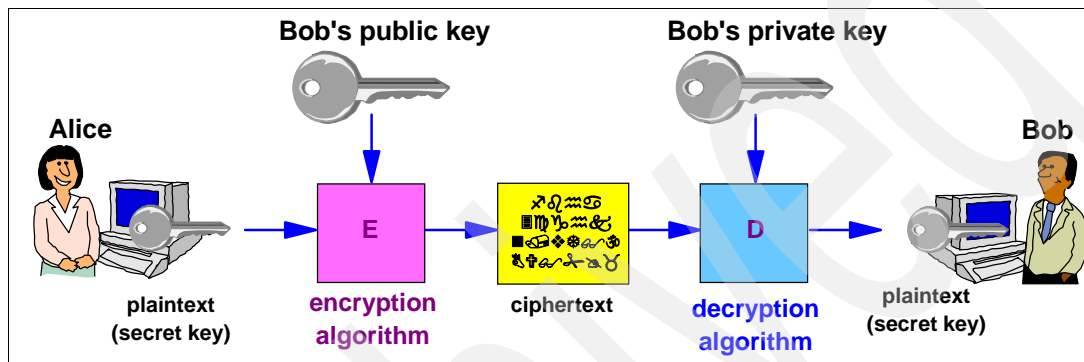 Bob's public key
Bob's private key
Alice
Bob
E
D
plaintext
(secret key)
encryption
algorithm
ciphertext
decryption
algorithm
plaintext
(secret key)